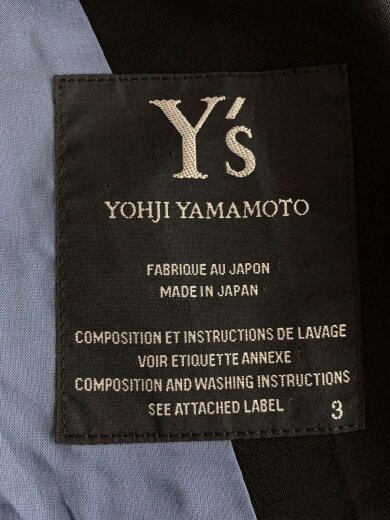 Y's
YOHJI YAMAMOTO
FABRIQUE AU JAPON
MADE IN JAPAN
COMPOSITION ET INSTRUCTIONS DE LAVAGE
VOIR ETIQUETTE ANNEXE
COMPOSITION AND WASHING INSTRUCTIONS
SEE ATTACHED LABEL 3